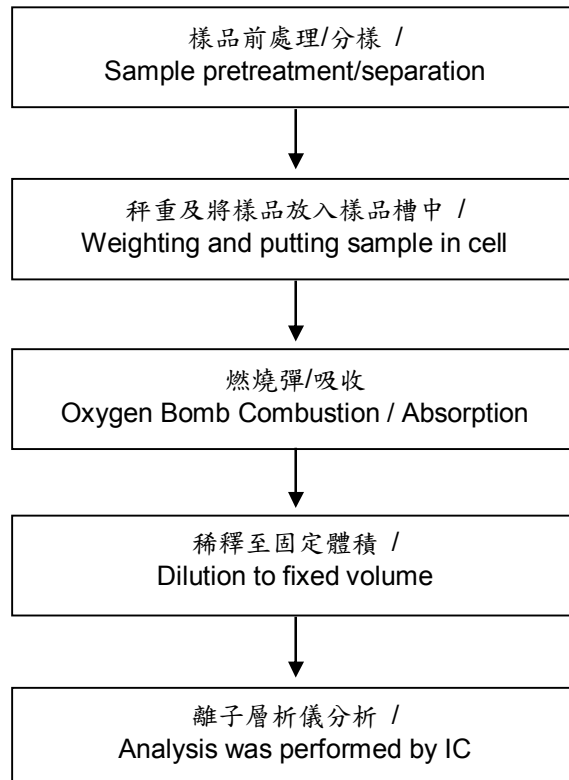 樣品前處理/分樣 /
Sample pretreatment/separation
秤重及將樣品放入樣品槽中 /
Weighting and putting sample in cell
燃燒彈/吸收
Oxygen Bomb Combustion / Absorption
稀釋至固定體積 /
Dilution to fixed volume
離子層析儀分析 /
Analysis was performed by IC